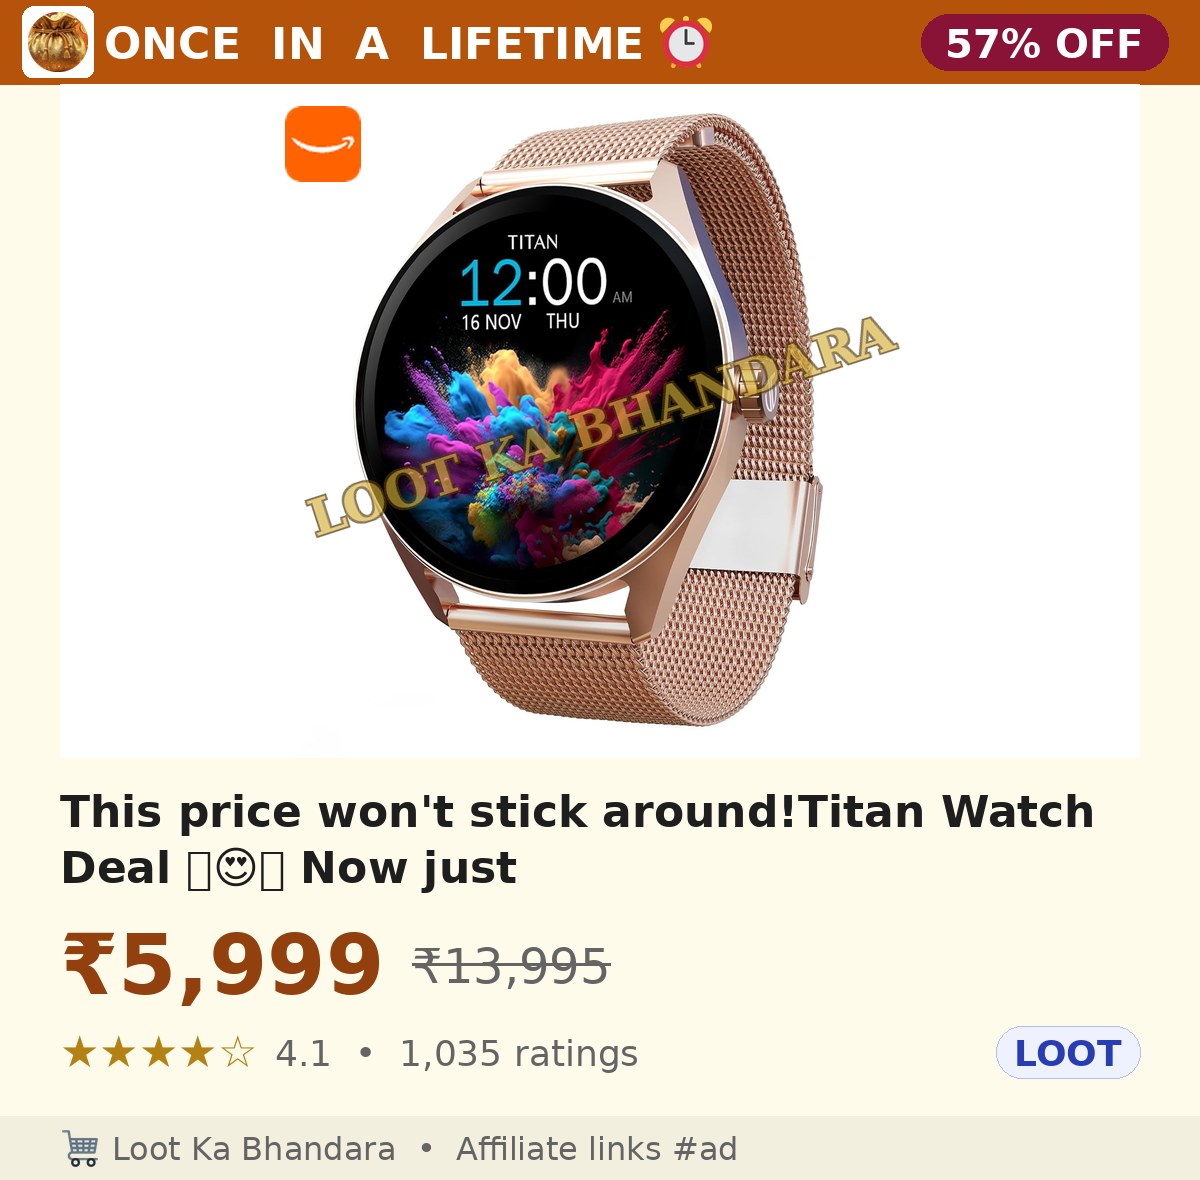 ONCE IN A LIFETIME
57% OFF
TITAN
12:00 AM
16 NOV THU
LOOT KA BHANDARA
This price won't stick around!Titan Watch
Deal 😍 Now just
₹5,999 ₹13,995
★★★★☆ 4.1 • 1,035 ratings
LOOT
Loot Ka Bhandara • Affiliate links #ad